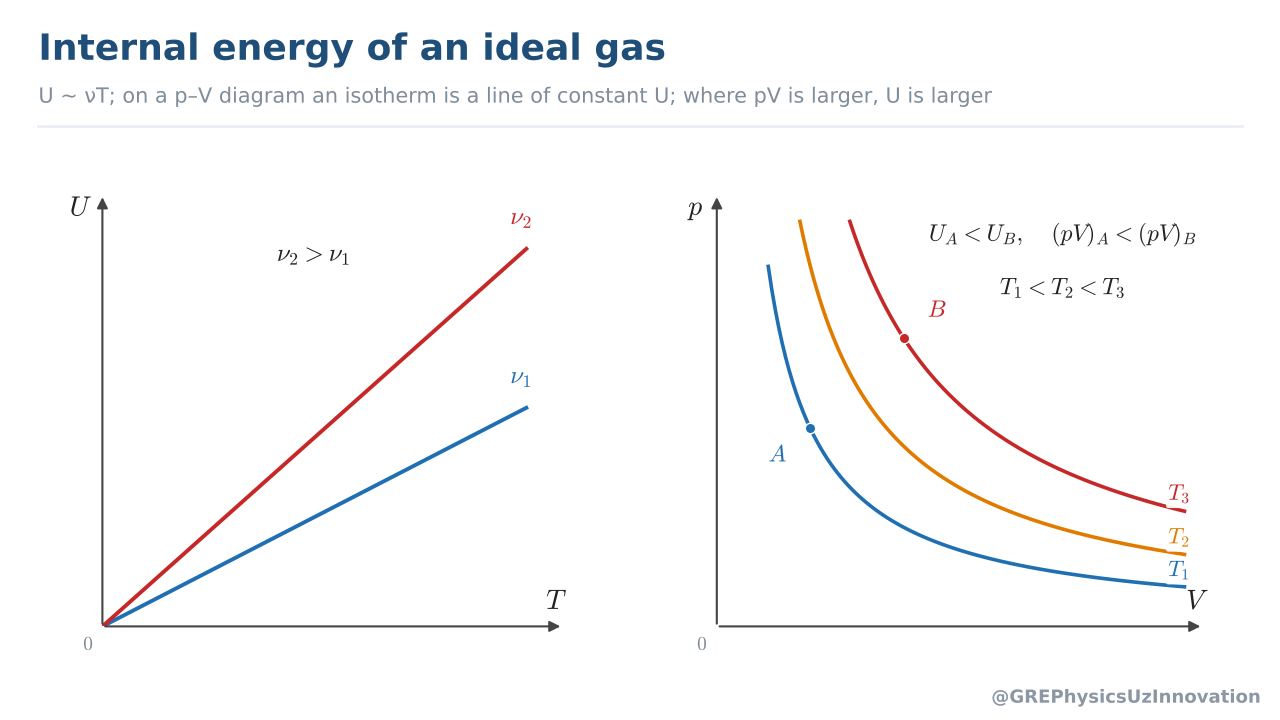 Internal energy of an ideal gas
U ~ νT; on a p–V diagram an isotherm is a line of constant U; where pV is larger, U is larger
U
ν₂
ν₂ > ν₁
ν₁
T
0
p
U_A < U_B, (pV)_A < (pV)_B
T₁ < T₂ < T₃
B
A
T₃
T₂
T₁
V
0
@GREPhysicsUzInnovation